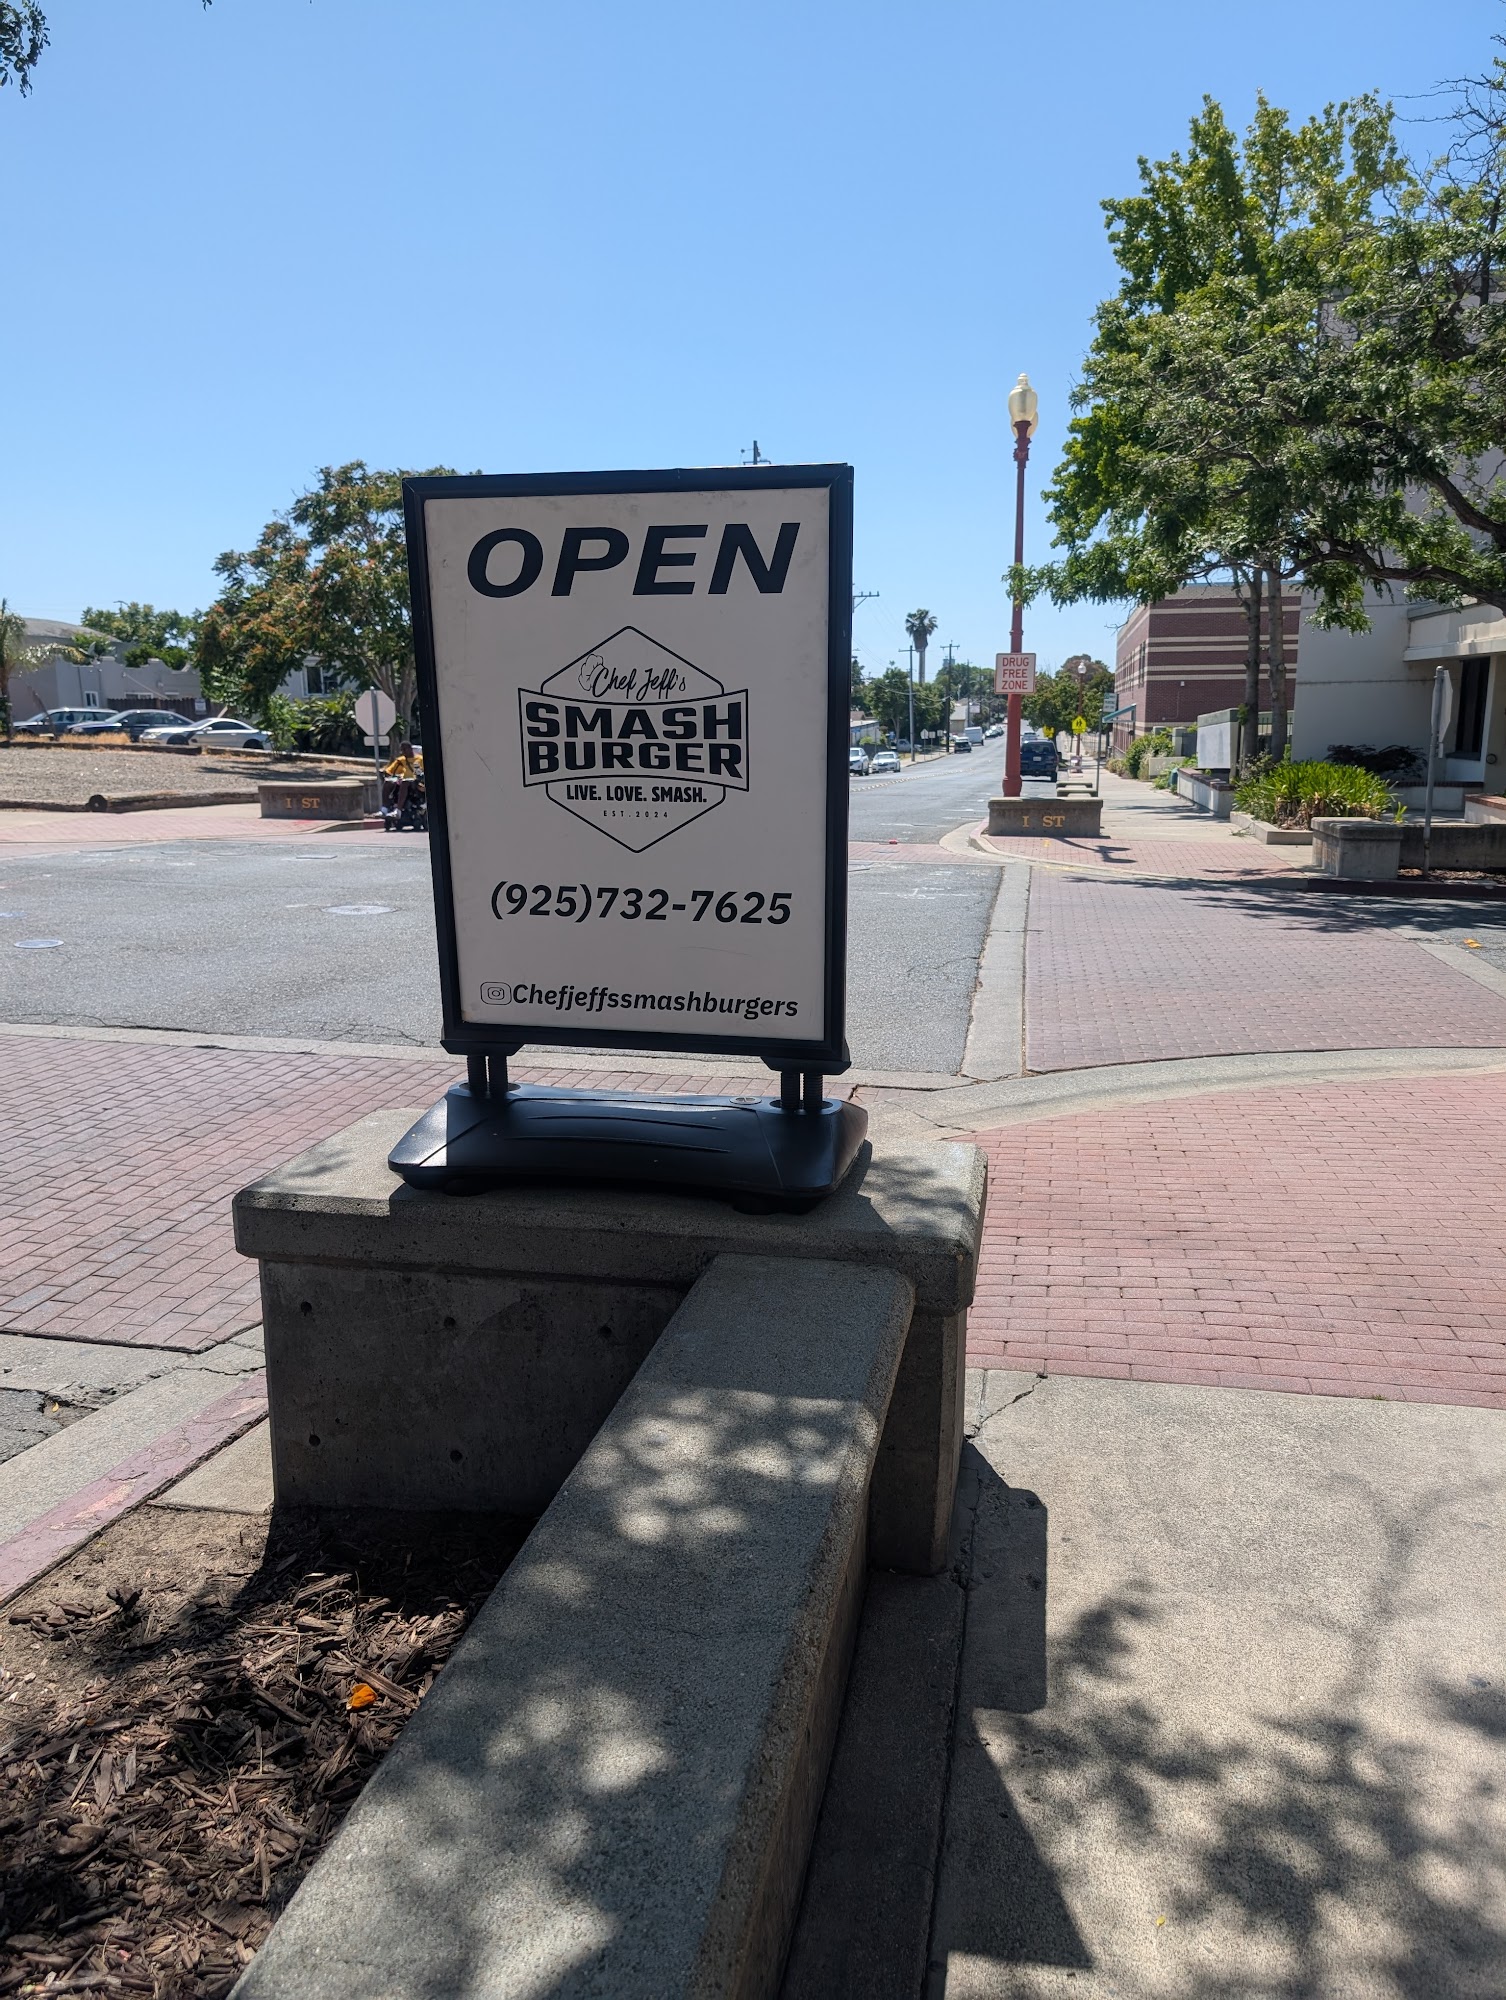 OPEN
Chef Jeff's
SMASH
BURGER
LIVE. LOVE. SMASH.
EST. 2024
(925)732-7625
Chefjeffssmashburgers
DRUG
FREE
ZONE
I ST
I ST